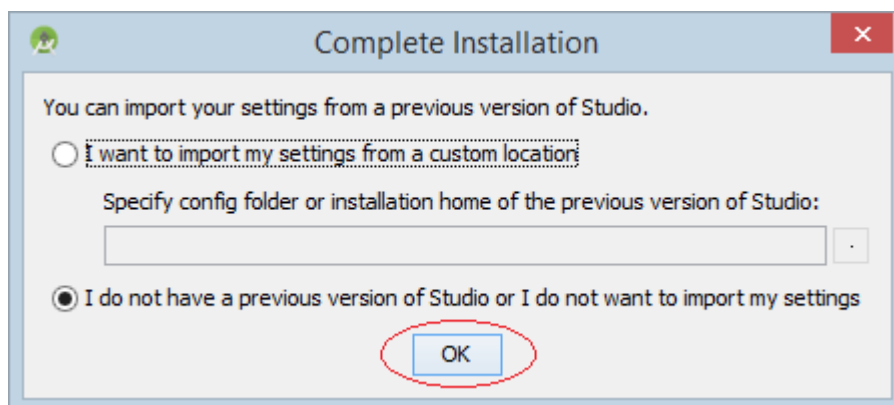 Complete Installation
You can import your settings from a previous version of Studio.
I want to import my settings from a custom location
Specify config folder or installation home of the previous version of Studio:
.
I do not have a previous version of Studio or I do not want to import my settings
OK